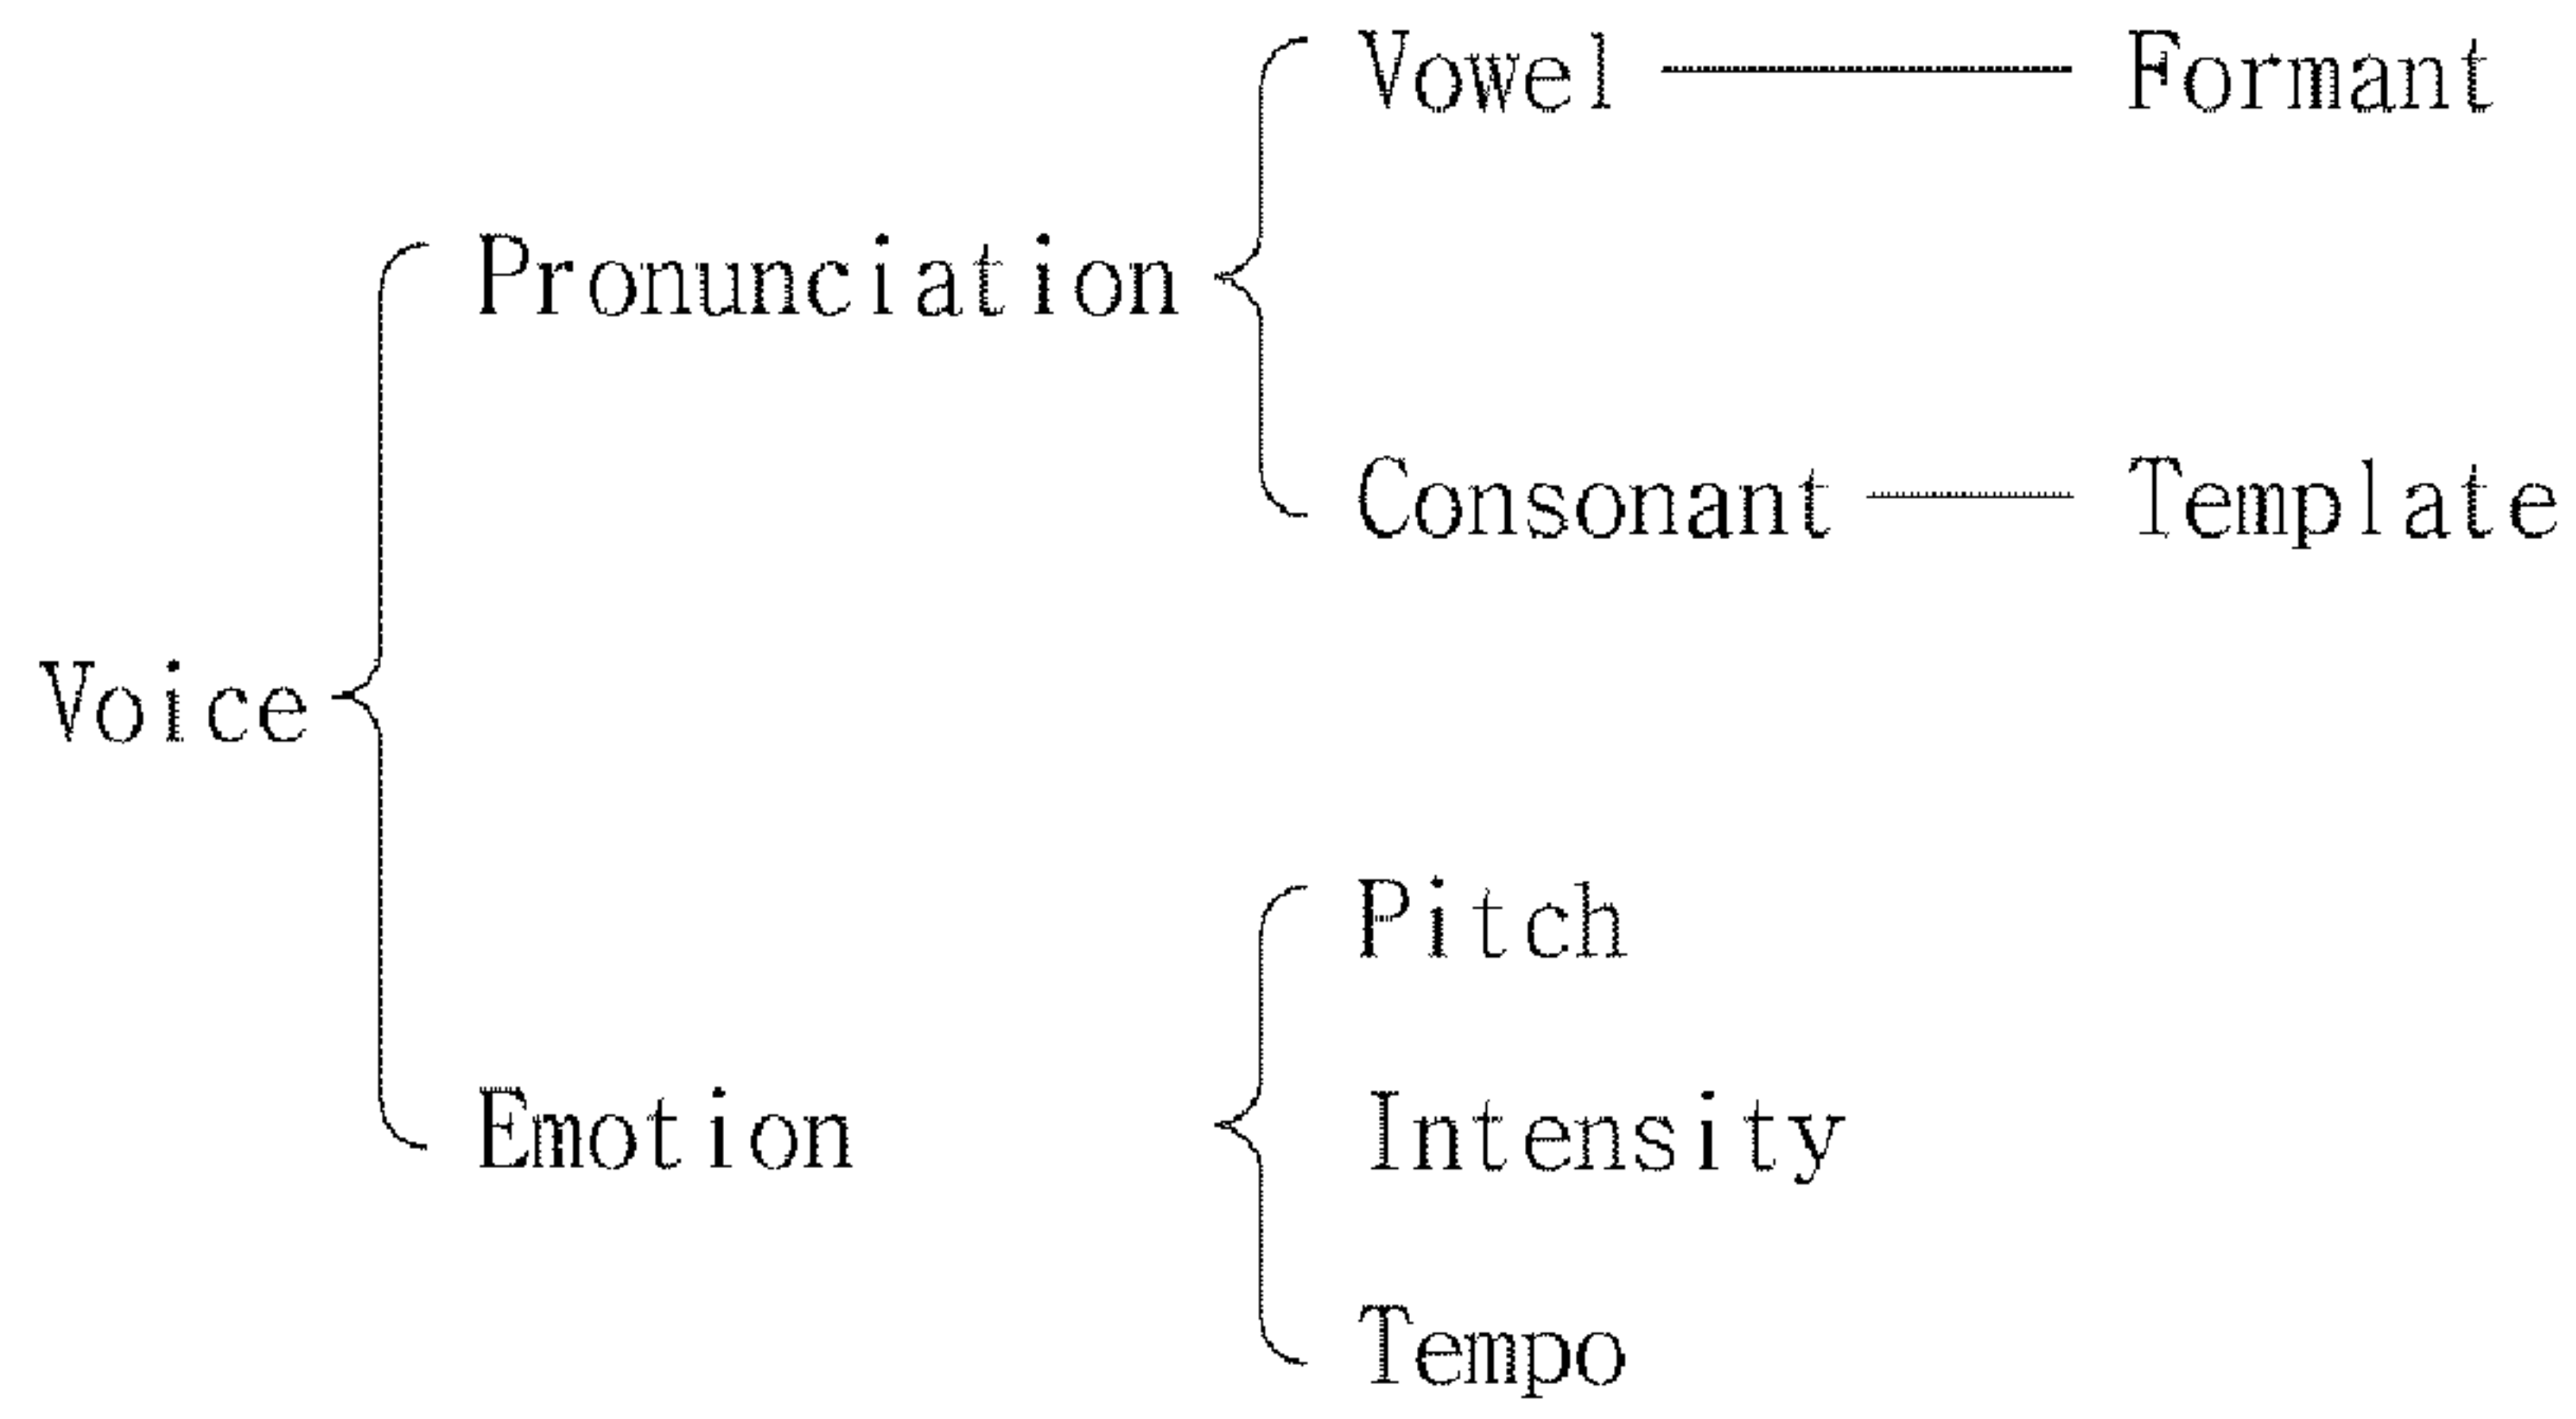 Vowel Formant
Pronunciation
Consonant Template
Voice
Pitch
Emotion Intensity
Tempo